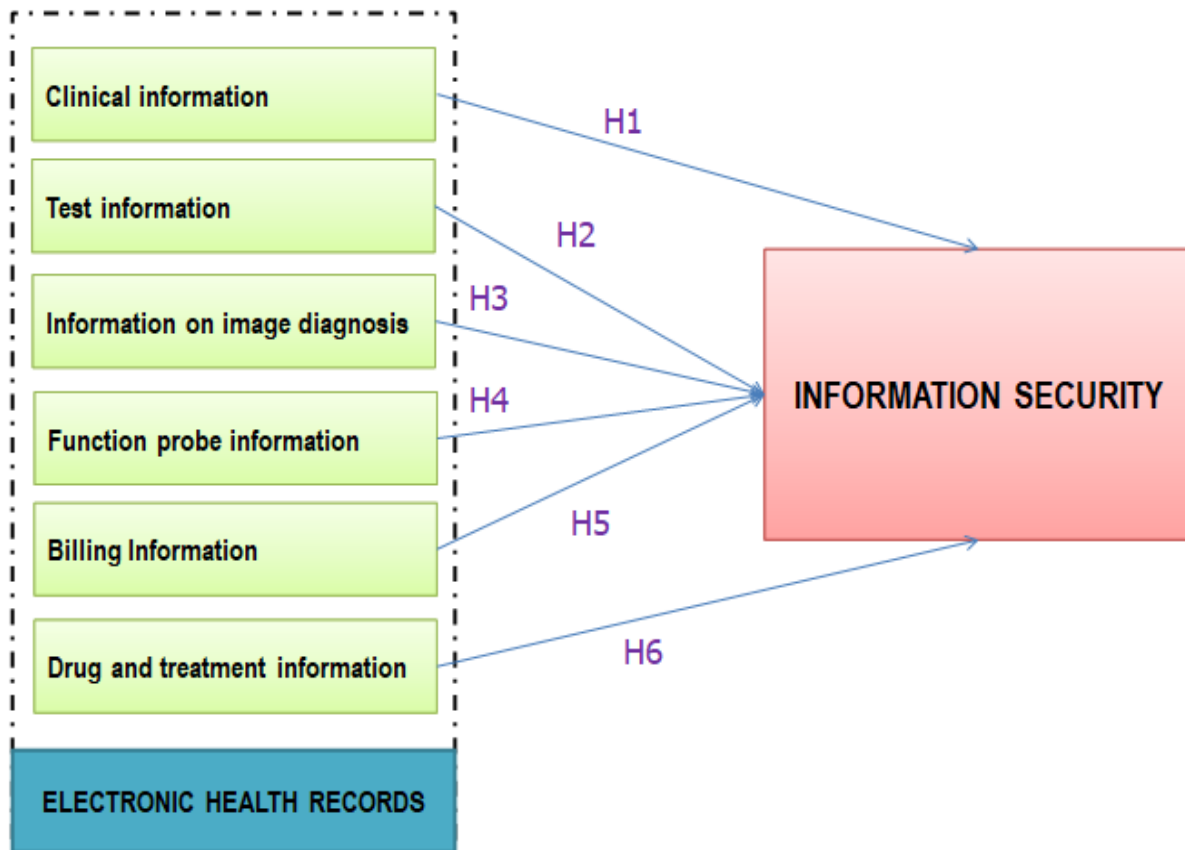 Clinical information
H1
Test information
H2
Information on image diagnosis
H3
Function probe information
H4
Billing Information
H5
Drug and treatment information
H6
ELECTRONIC HEALTH RECORDS
INFORMATION SECURITY